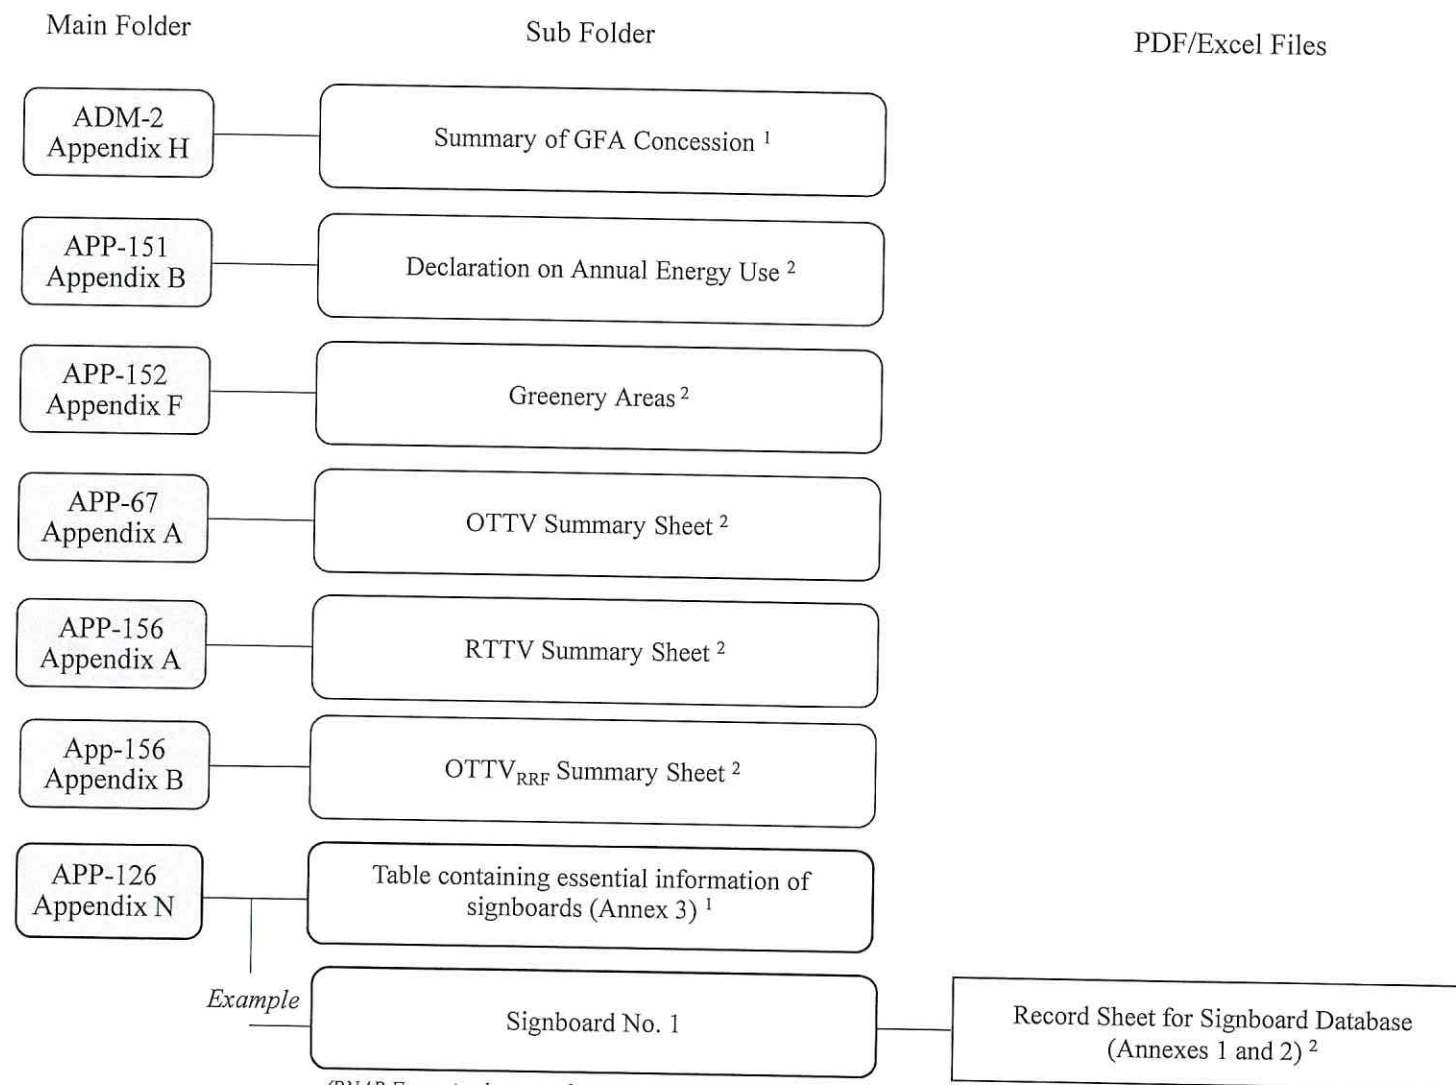 Main Folder
Sub Folder
PDF/Excel Files
ADM-2
Appendix H
Summary of GFA Concession 1
APP-151
Appendix B
Declaration on Annual Energy Use 2
APP-152
Appendix F
Greenery Areas 2
APP-67
Appendix A
OTTV Summary Sheet 2
APP-156
Appendix A
RTTV Summary Sheet 2
App-156
Appendix B
OTTVRRF Summary Sheet 2
APP-126
Appendix N
Table containing essential information of
signboards (Annex 3) 1
Example
Signboard No. 1
Record Sheet for Signboard Database
(Annexes 1 and 2) 2